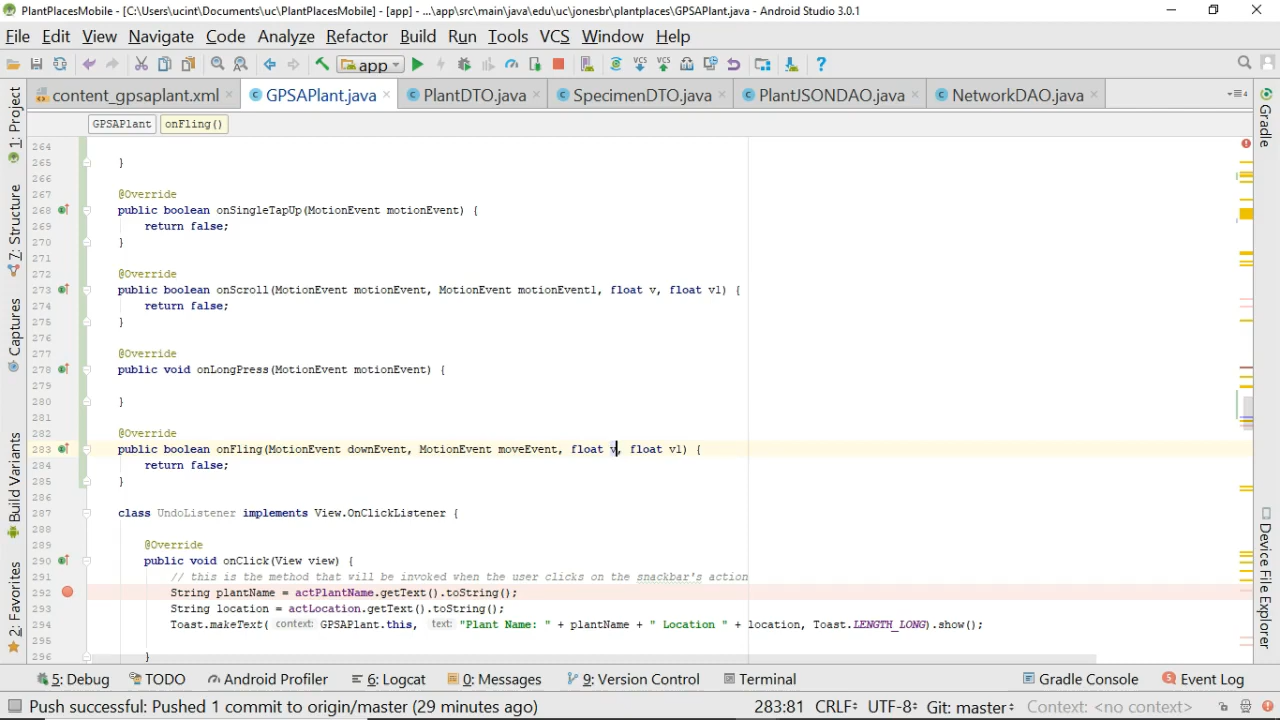 PlantPlacesMobile - [C:\Users\ucint\Documents\uc\PlantPlacesMobile] - [app] - ...\app\src\main\java\edu\uc\jonesbr\plantplaces\GPSAPlant.java - Android Studio 3.0.1
File Edit View Navigate Code Analyze Refactor Build Run Tools VCS Window Help
app VCS VCS ?
content_gpsaplant.xml GPSAPlant.java PlantDTO.java SpecimenDTO.java PlantJSONDAO.java NetworkDAO.java
GPSAPlant onFling()
1: Project
7: Structure
Captures
Build Variants
2: Favorites
Gradle
Device File Explorer
264
265 }
266
267 @Override
268 public boolean onSingleTapUp(MotionEvent motionEvent) {
269 return false;
270 }
271
272 @Override
273 public boolean onScroll(MotionEvent motionEvent, MotionEvent motionEvent1, float v, float v1) {
274 return false;
275 }
276
277 @Override
278 public void onLongPress(MotionEvent motionEvent) {
279
280 }
281
282 @Override
283 public boolean onFling(MotionEvent downEvent, MotionEvent moveEvent, float v, float v1) {
284 return false;
285 }
286
287 class UndoListener implements View.OnClickListener {
288
289 @Override
290 public void onClick(View view) {
291 // this is the method that will be invoked when the user clicks on the snackbar's action
292 String plantName = actPlantName.getText().toString();
293 String location = actLocation.getText().toString();
294 Toast.makeText( context: GPSAPlant.this, text: "Plant Name: " + plantName + " Location " + location, Toast.LENGTH_LONG).show();
295
296 }
5: Debug TODO Android Profiler 6: Logcat 0: Messages 9: Version Control Terminal Gradle Console 5 Event Log
Push successful: Pushed 1 commit to origin/master (29 minutes ago) 283:81 CRLF UTF-8 Git: master Context: <no context>